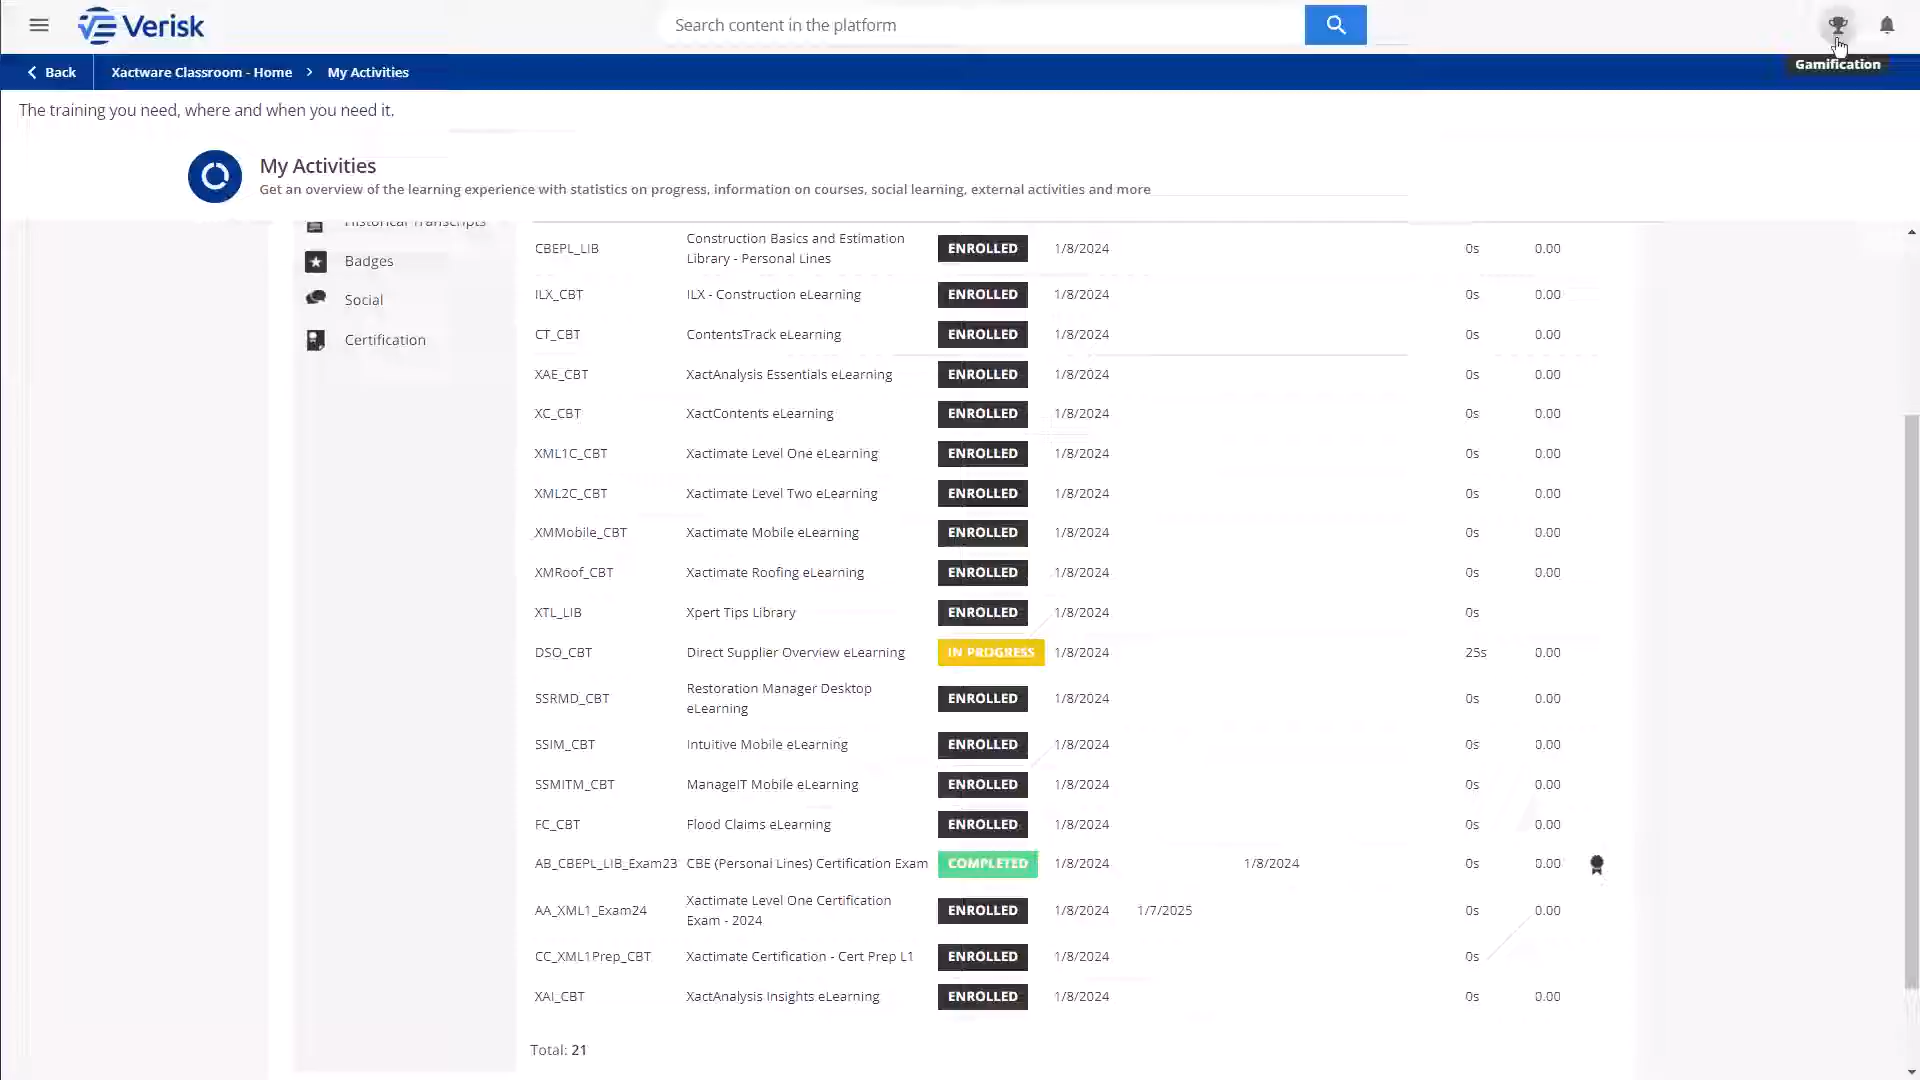 Verisk
Search content in the platform
Back
Xactware Classroom - Home > My Activities
Gamification
The training you need, where and when you need it.
My Activities
Get an overview of the learning experience with statistics on progress, information on courses, social learning, external activities and more
Historical Transcripts
Badges
Social
Certification
CBEPL_LIB Construction Basics and Estimation Library - Personal Lines ENROLLED 1/8/2024 0s 0.00
ILX_CBT ILX - Construction eLearning ENROLLED 1/8/2024 0s 0.00
CT_CBT ContentsTrack eLearning ENROLLED 1/8/2024 0s 0.00
XAE_CBT XactAnalysis Essentials eLearning ENROLLED 1/8/2024 0s 0.00
XC_CBT XactContents eLearning ENROLLED 1/8/2024 0s 0.00
XML1C_CBT Xactimate Level One eLearning ENROLLED 1/8/2024 0s 0.00
XML2C_CBT Xactimate Level Two eLearning ENROLLED 1/8/2024 0s 0.00
XMMobile_CBT Xactimate Mobile eLearning ENROLLED 1/8/2024 0s 0.00
XMRoof_CBT Xactimate Roofing eLearning ENROLLED 1/8/2024 0s 0.00
XTL_LIB Xpert Tips Library ENROLLED 1/8/2024 0s
DSO_CBT Direct Supplier Overview eLearning IN PROGRESS 1/8/2024 25s 0.00
SSRMD_CBT Restoration Manager Desktop eLearning ENROLLED 1/8/2024 0s 0.00
SSIM_CBT Intuitive Mobile eLearning ENROLLED 1/8/2024 0s 0.00
SSMITM_CBT ManageIT Mobile eLearning ENROLLED 1/8/2024 0s 0.00
FC_CBT Flood Claims eLearning ENROLLED 1/8/2024 0s 0.00
AB_CBEPL_LIB_Exam23 CBE (Personal Lines) Certification Exam COMPLETED 1/8/2024 1/8/2024 0s 0.00
AA_XML1_Exam24 Xactimate Level One Certification Exam - 2024 ENROLLED 1/8/2024 1/7/2025 0s 0.00
CC_XML1Prep_CBT Xactimate Certification - Cert Prep L1 ENROLLED 1/8/2024 0s
XAI_CBT XactAnalysis Insights eLearning ENROLLED 1/8/2024 0s 0.00
Total: 21